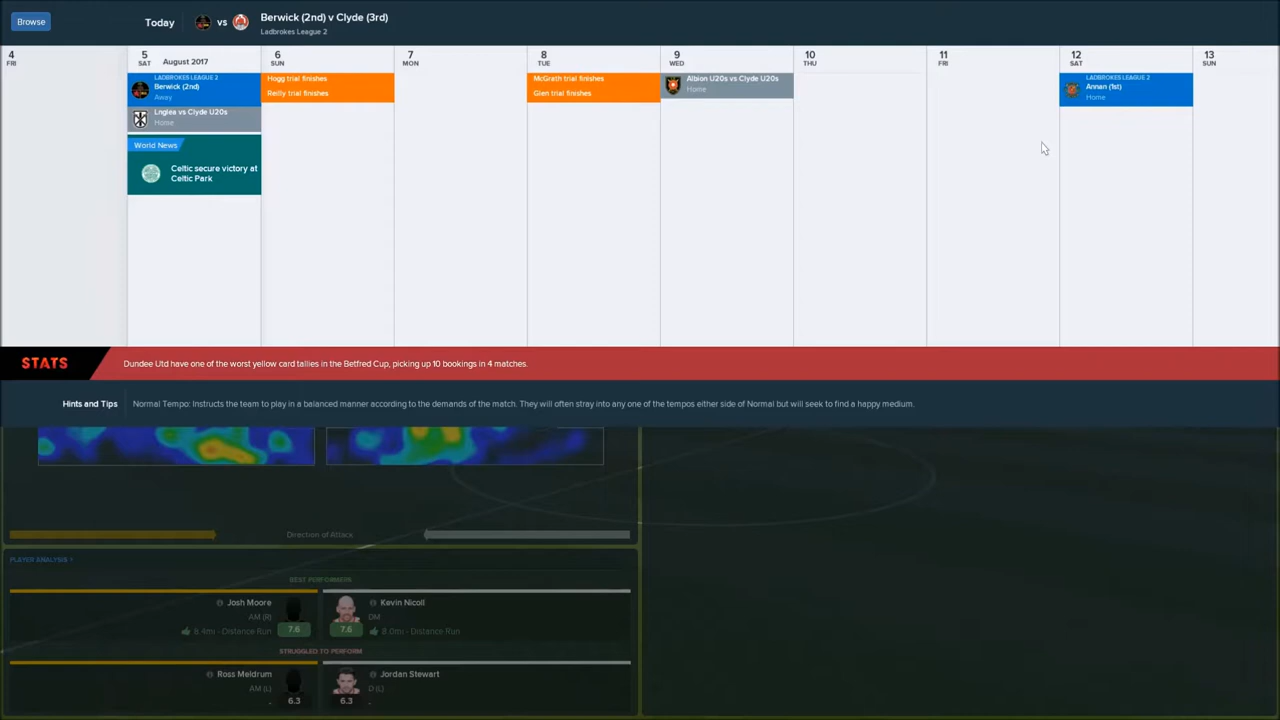 Browse
Today
vs
Berwick (2nd) v Clyde (3rd)
Ladbrokes League 2
4
FRI
5
SAT
August 2017
6
SUN
7
MON
8
TUE
9
WED
10
THU
11
FRI
12
SAT
13
SUN
LADBROKES LEAGUE 2
Berwick (2nd)
Away
Lnglea vs Clyde U20s
Home
World News
Celtic secure victory at
Celtic Park
Hogg trial finishes
Reilly trial finishes
McGrath trial finishes
Glen trial finishes
Albion U20s vs Clyde U20s
Home
LADBROKES LEAGUE 2
Annan (1st)
Home
STATS
Dundee Utd have one of the worst yellow card tallies in the Betfred Cup, picking up 10 bookings in 4 matches.
Hints and Tips
Normal Tempo: Instructs the team to play in a balanced manner according to the demands of the match. They will often stray into any one of the tempos either side of Normal but will seek to find a happy medium.
Direction of Attack
PLAYER ANALYSIS >
BEST PERFORMERS
Josh Moore
AM (R)
8.4mi - Distance Run
7.6
Kevin Nicoll
DM
7.6
8.0mi - Distance Run
STRUGGLED TO PERFORM
Ross Meldrum
AM (L)
-
6.3
Jordan Stewart
D (L)
6.3
-